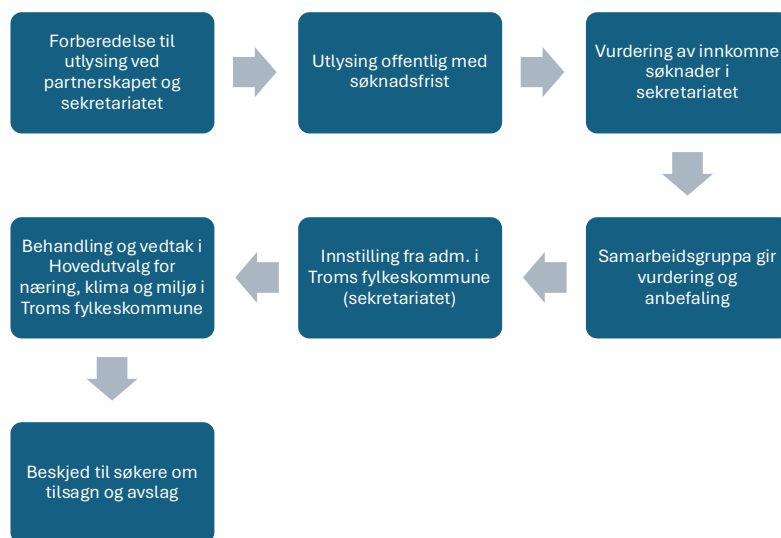 Forberedelse til
utlysing ved
partnerskapet og
sekretariatet
Utlysing offentlig med
søknadsfrist
Vurdering av innkomne
søknader i
sekretariatet
Samarbeidsgruppa gir
vurdering og
anbefaling
Innstilling fra adm. i
Troms fylkeskommune
(sekretariatet)
Behandling og vedtak i
Hovedutvalg for
næring, klima og miljø i
Troms fylkeskommune
Beskjed til søkere om
tilsagn og avslag